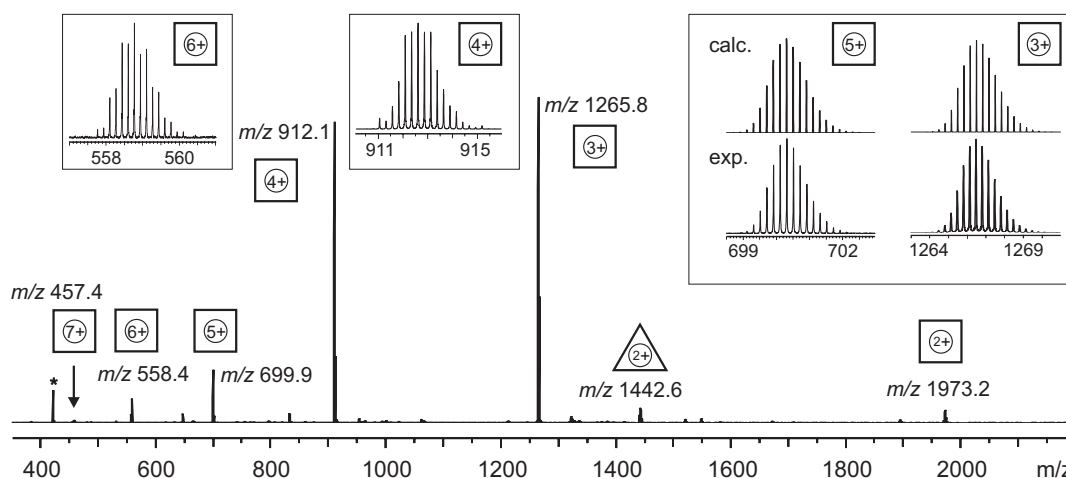 6+
4+
calc.
5+
3+
m/z 912.1
m/z 1265.8
4+
3+
exp.
558 560
911 915
699 702
1264 1269
m/z 457.4
7+
6+
5+
2+
2+
*
m/z 558.4
m/z 699.9
m/z 1442.6
m/z 1973.2
400 600 800 1000 1200 1400 1600 1800 2000 m/z